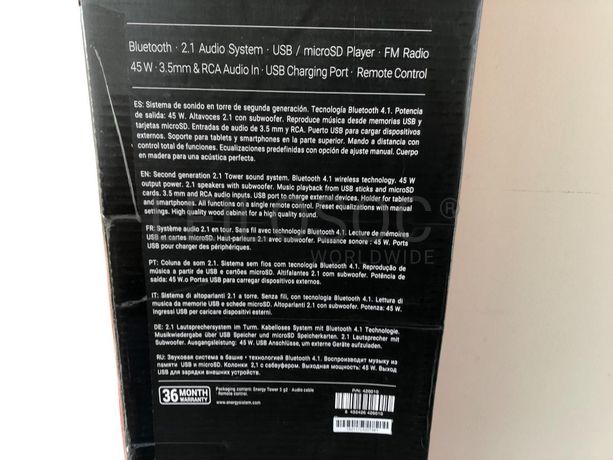 Bluetooth · 2.1 Audio System · USB / microSD Player · FM Radio
45 W · 3.5mm & RCA Audio In · USB Charging Port · Remote Control
ES: Sistema de sonido en torre de segunda generación. Tecnología Bluetooth 4.1. Potencia
de salida: 45 W. Altavoces 2.1 con subwoofer. Reproduce música desde memorias USB y
tarjetas microSD. Entradas de audio de 3.5 mm y RCA. Puerto USB para cargar dispositivos
externos. Soporte para tablets y smartphones en la parte superior. Mando a distancia con
control total de funciones. Ecualizaciones predefinidas con opción de ajuste manual. Cuerpo
en madera para una acústica perfecta.
EN: Second generation 2.1 Tower sound system. Bluetooth 4.1 wireless technology. 45 W
output power. 2.1 speakers with subwoofer. Music playback from USB sticks and microSD
cards. 3.5 mm and RCA audio inputs. USB port to charge external devices. Holder for tablets
and smartphones. All functions on a single remote control. Preset equalizations with manual
settings. High quality wood cabinet for a high quality sound.
FR: Système audio 2.1 en tour. Sans fil avec technologie Bluetooth 4.1. Lecture de mémoires
USB et cartes microSD. Haut-parleurs 2.1 avec subwoofer. Puissance sonore : 45 W. Ports
USB pour charger des périphériques.
WORLDWIDE
PT: Coluna de som 2.1. Sistema sem fios com tecnologia Bluetooth 4.1. Reprodução de
música a partir de USB e cartões microSD. Altifalantes 2.1 com subwoofer. Potência de
saída: 45 W.o Portas USB para carregar dispositivos externos.
IT: Sistema di altoparlanti 2.1 a torre. Senza fili, con tecnologia Bluetooth 4.1. Lettura di
musica da memorie USB e schede microSD. Altoparlanti 2.1 con subwoofer. Potenza: 45 W.
Ingressi USB per caricare dispositivi esterni.
DE: 2.1 Lautsprechersystem im Turm. Kabelloses System mit Bluetooth 4.1 Technologie.
Musikwiedergabe über USB Speicher und microSD Speicherkarten. 2.1 Lautsprecher mit
Subwoofer. Ausgangsleistung: 45 W. USB Anschlüsse, um externe Geräte aufzuladen.
RU: Звуковая система в башне · технологией Bluetooth 4.1. Воспроизводит музыку из
памяти USB и microSD. Колонки 2,1 с сабвуфером. Выходная мощность: 45 W. Выход
USB для зарядки внешних устройств.
36 MONTH
WARRANTY
Packaging content: Energy Tower 5 g2 · Audio cable
· Remote control.
www.energysistem.com
P/N: 426010
8 432426 426010